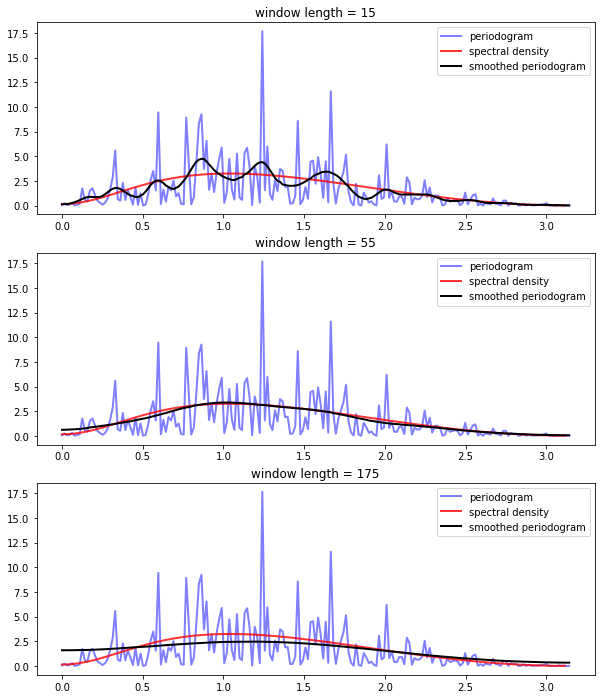 window length = 15
17.5
15.0
12.5
10.0
7.5
5.0
2.5
0.0
periodogram
spectral density
smoothed periodogram
0.0 0.5 1.0 1.5 2.0 2.5 3.0
window length = 55
17.5
15.0
12.5
10.0
7.5
5.0
2.5
0.0
periodogram
spectral density
smoothed periodogram
0.0 0.5 1.0 1.5 2.0 2.5 3.0
window length = 175
17.5
15.0
12.5
10.0
7.5
5.0
2.5
0.0
periodogram
spectral density
smoothed periodogram
0.0 0.5 1.0 1.5 2.0 2.5 3.0